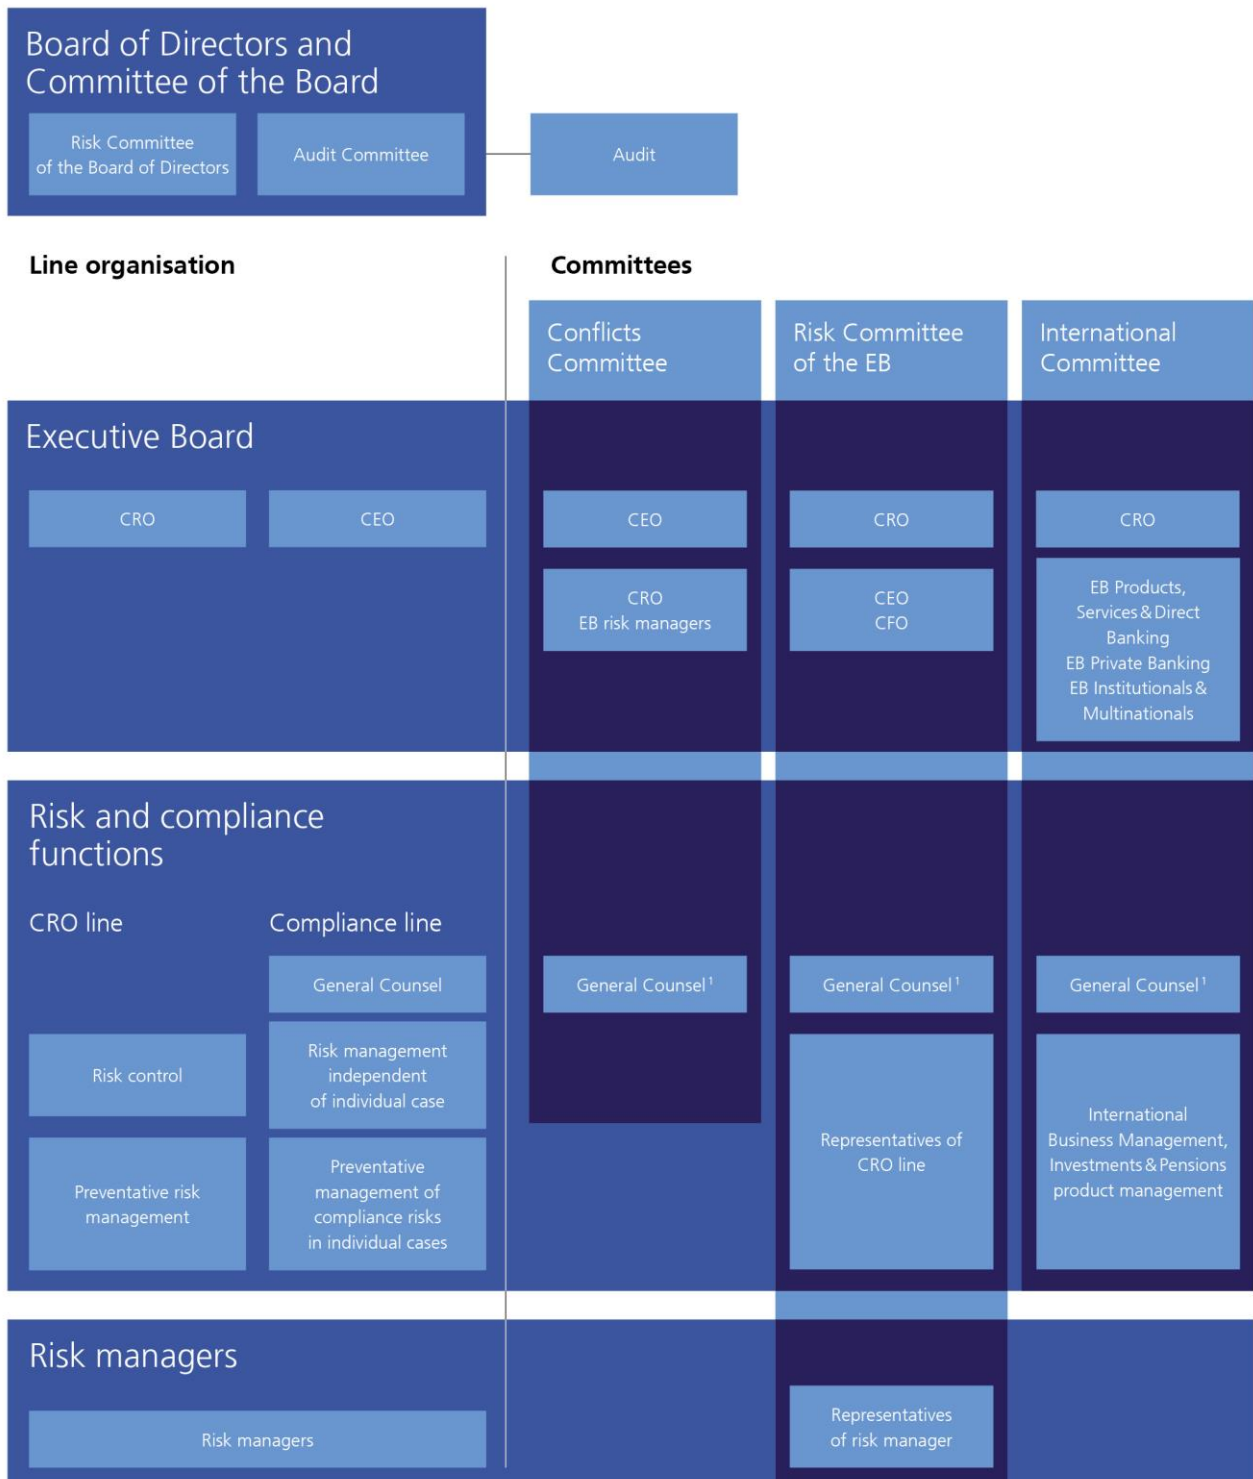 Board of Directors and
Committee of the Board
Risk Committee
of the Board of Directors
Audit Committee
Audit
Line organisation
Committees
Conflicts
Committee
Risk Committee
of the EB
International
Committee
Executive Board
CRO
CEO
CEO
CRO
CRO
CRO
EB risk managers
CEO
CFO
EB Products,
Services & Direct
Banking
EB Private Banking
EB Institutionals &
Multinationals
Risk and compliance
functions
CRO line
Compliance line
General Counsel
General Counsel¹
General Counsel¹
General Counsel¹
Risk control
Risk management
independent
of individual case
Preventative risk
management
Preventative
management of
compliance risks
in individual cases
Representatives of
CRO line
International
Business Management,
Investments & Pensions
product management
Risk managers
Risk managers
Representatives
of risk manager